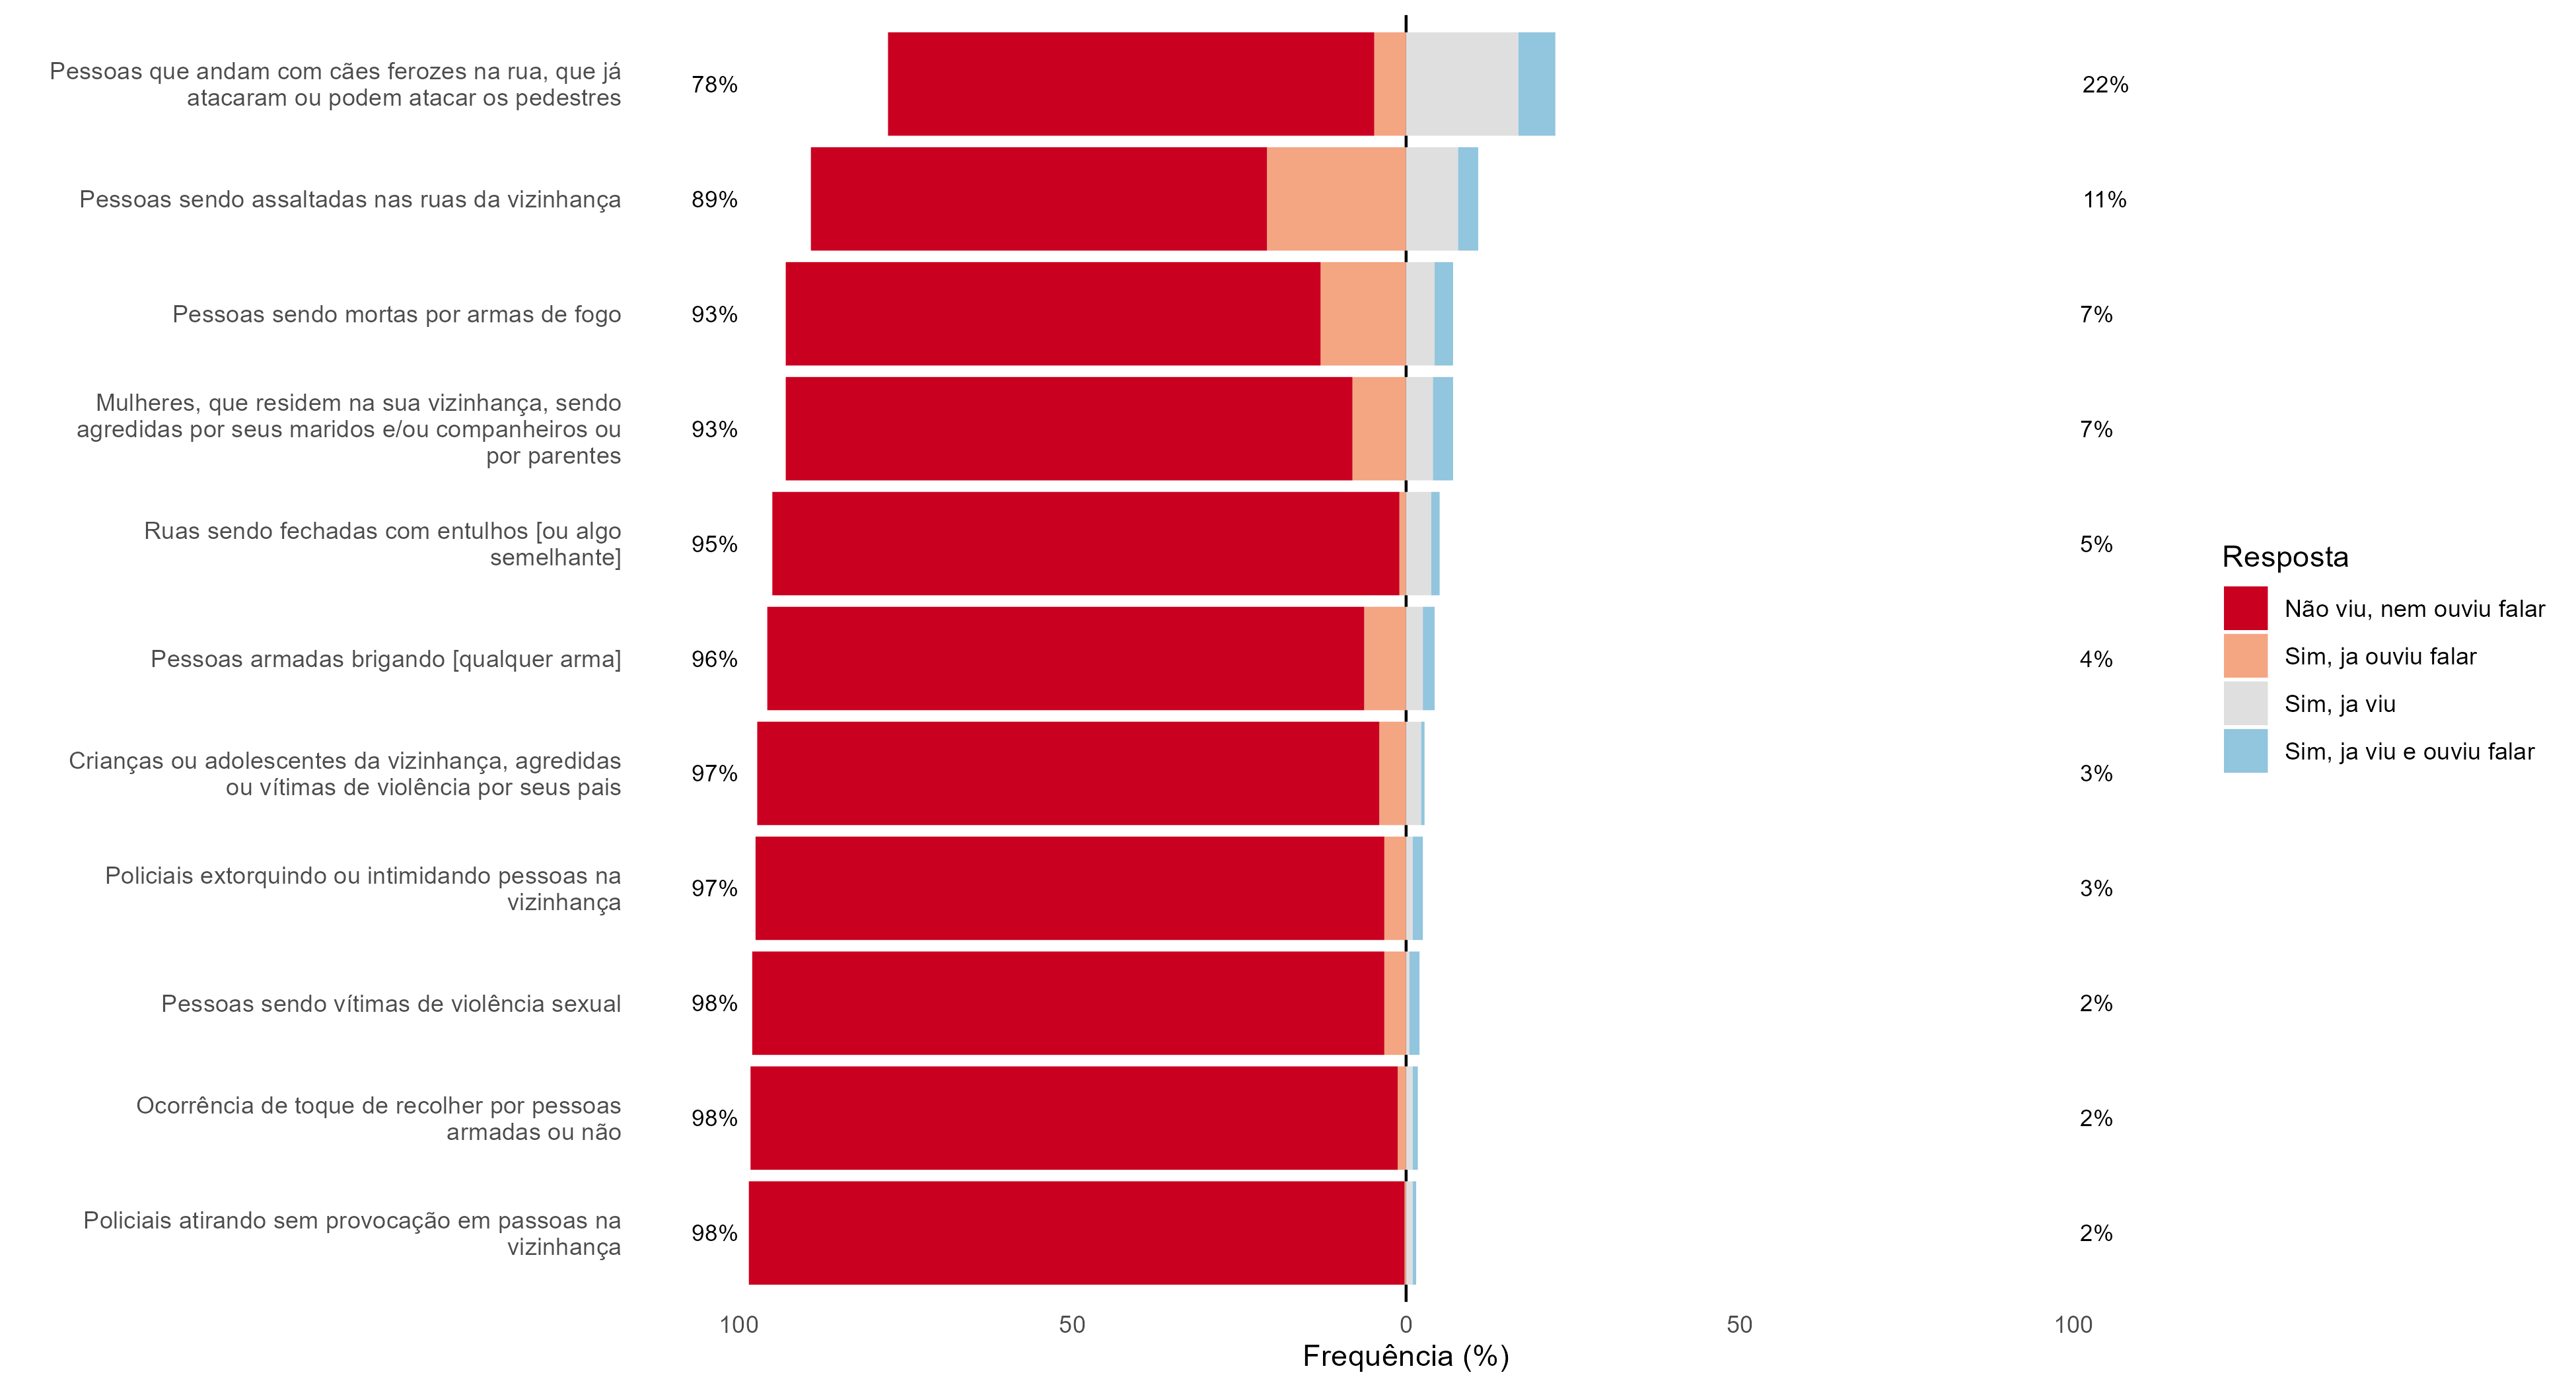 Pessoas que andam com cães ferozes na rua, que já
atacaram ou podem atacar os pedestres
78%
22%
Pessoas sendo assaltadas nas ruas da vizinhança
89%
11%
Pessoas sendo mortas por armas de fogo
93%
7%
Mulheres, que residem na sua vizinhança, sendo
agredidas por seus maridos e/ou companheiros ou
por parentes
93%
7%
Ruas sendo fechadas com entulhos [ou algo
semelhante]
95%
5%
Pessoas armadas brigando [qualquer arma]
96%
4%
Crianças ou adolescentes da vizinhança, agredidas
ou vítimas de violência por seus pais
97%
3%
Policiais extorquindo ou intimidando pessoas na
vizinhança
97%
3%
Pessoas sendo vítimas de violência sexual
98%
2%
Ocorrência de toque de recolher por pessoas
armadas ou não
98%
2%
Policiais atirando sem provocação em passoas na
vizinhança
98%
2%
100 50 0 50 100
Frequência (%)
Resposta
Não viu, nem ouviu falar
Sim, ja ouviu falar
Sim, ja viu
Sim, ja viu e ouviu falar